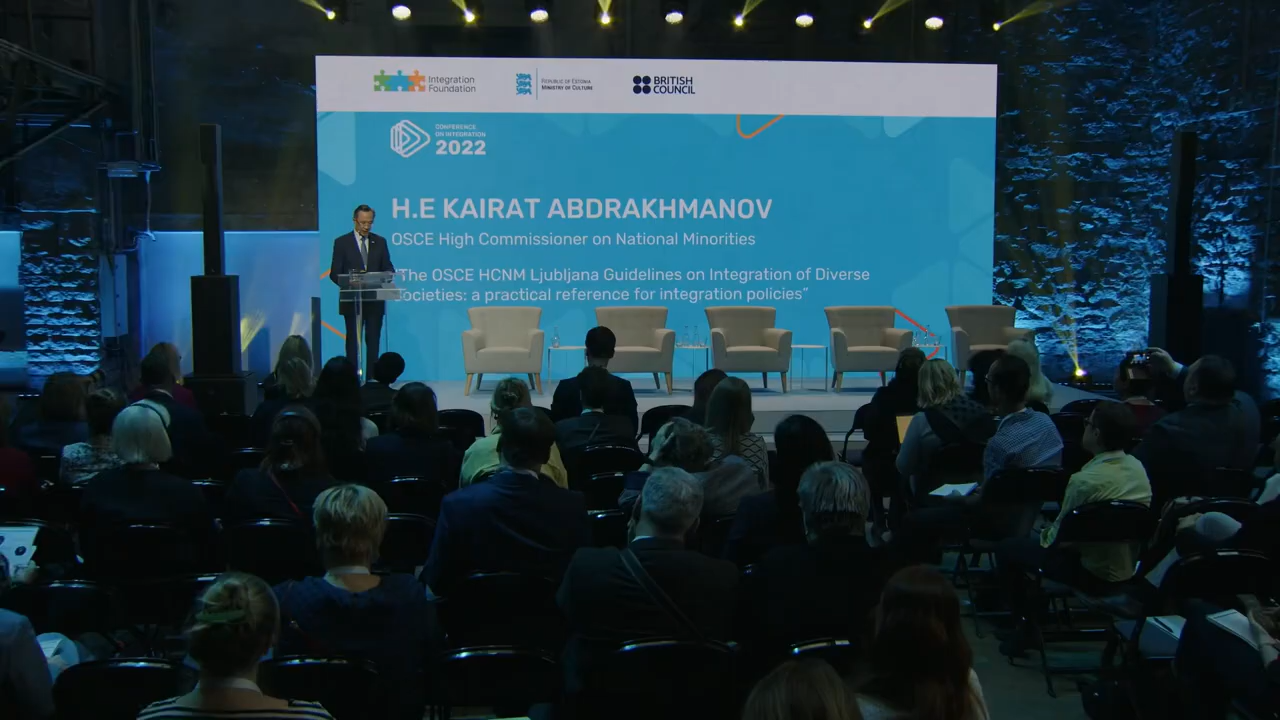 Integration
Foundation
REPUBLIC OF ESTONIA
MINISTRY OF CULTURE
BRITISH
COUNCIL
CONFERENCE
ON INTEGRATION
2022
H.E KAIRAT ABDRAKHMANOV
OSCE High Commissioner on National Minorities
"The OSCE HCNM Ljubljana Guidelines on Integration of Diverse
ocieties: a practical reference for integration policies"